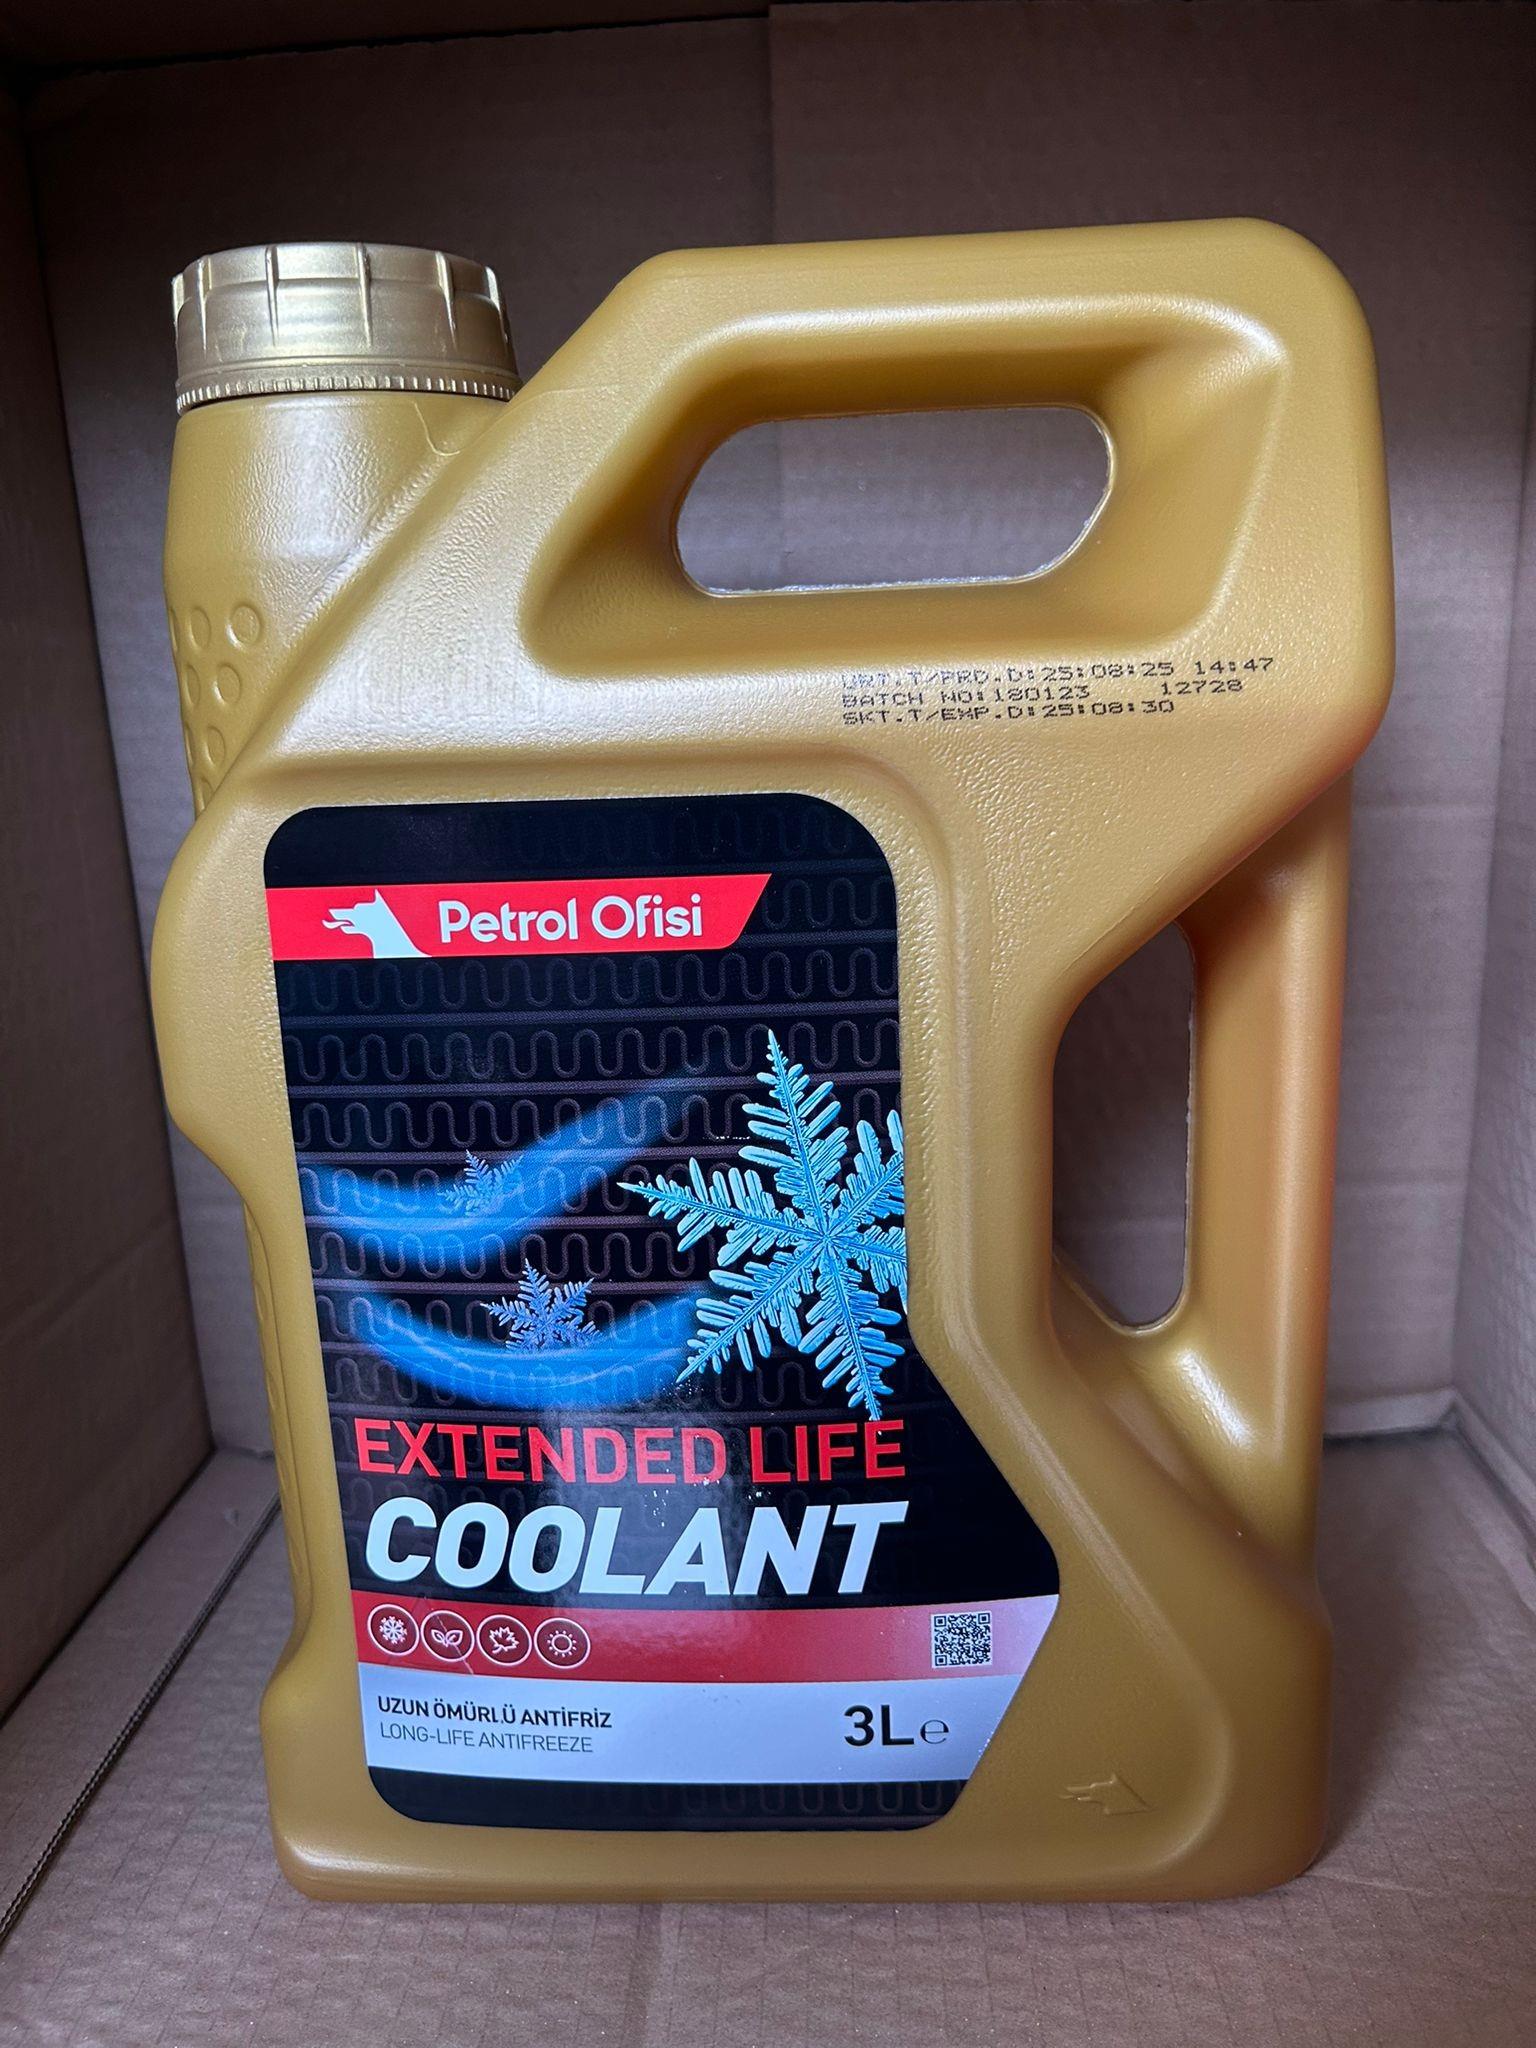 URT.T/PRD.D:25:08:25 14:47
BATCH NO:180123 12728
SKT.T/EXP.D:25:08:30
Petrol Ofisi
EXTENDED LIFE
COOLANT
UZUN ÖMÜRLÜ ANTİFRİZ
LONG-LIFE ANTIFREEZE
3L e